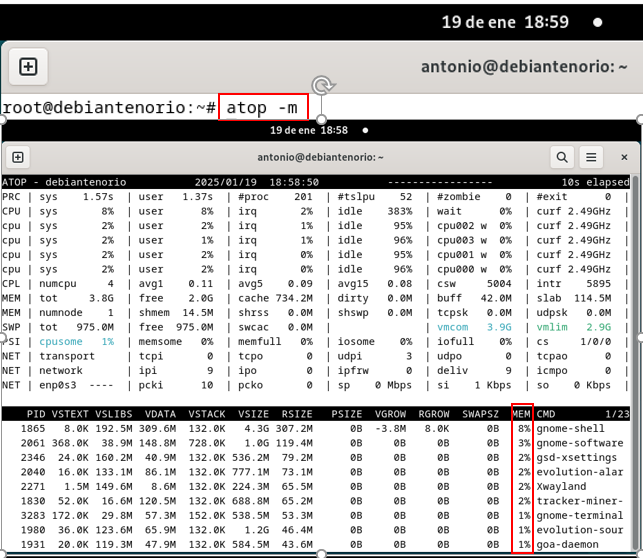 19 de ene 18:59
antonio@debiantenorio: ~
root@debiantenorio:~# atop -m
19 de ene 18:58
antonio@debiantenorio: ~
ATOP - debiantenorio 2025/01/19 18:58:50 ---------------- 10s elapsed
PRC | sys 1.57s | user 1.37s | #proc 201 | #tslpu 52 | #zombie 0 | #exit 0
CPU | sys 8% | user 8% | irq 2% | idle 383% | wait 0% | curf 2.49GHz
cpu | sys 2% | user 2% | irq 1% | idle 95% | cpu002 w 0% | curf 2.49GHz
cpu | sys 2% | user 1% | irq 1% | idle 96% | cpu003 w 0% | curf 2.49GHz
cpu | sys 2% | user 2% | irq 0% | idle 95% | cpu001 w 0% | curf 2.49GHz
cpu | sys 2% | user 2% | irq 0% | idle 96% | cpu000 w 0% | curf 2.49GHz
CPL | numcpu 4 | avg1 0.11 | avg5 0.09 | avg15 0.08 | csw 5004 | intr 5895
MEM | tot 3.8G | free 2.0G | cache 734.2M | dirty 0.0M | buff 42.0M | slab 114.5M
MEM | numnode 1 | shmem 14.5M | shrss 0.0M | shswp 0.0M | tcpsk 0.0M | udpsk 0.0M
SWP | tot 975.0M | free 975.0M | swcac 0.0M | | vmcom 3.9G | vmlim 2.9G
PSI | cpusome 1% | memsome 0% | memfull 0% | iosome 0% | iofull 0% | cs 1/0/0
NET | transport | tcpi 0 | tcpo 0 | udpi 3 | udpo 0 | tcpao 0
NET | network | ipi 9 | ipo 0 | ipfrw 0 | deliv 9 | icmpo 0
NET | enp0s3 ---- | pcki 10 | pcko 0 | sp 0 Mbps | si 1 Kbps | so 0 Kbps
PID VSTEXT VSLIBS VDATA VSTACK VSIZE RSIZE PSIZE VGROW RGROW SWAPSZ MEM CMD 1/23
1865 8.0K 192.5M 309.6M 132.0K 4.3G 307.2M 0B -3.8M 8.0K 0B 8% gnome-shell
2061 368.0K 38.9M 148.8M 728.0K 1.0G 119.4M 0B 0B 0B 0B 3% gnome-software
2346 24.0K 160.2M 40.9M 132.0K 536.2M 79.2M 0B 0B 0B 0B 2% gsd-xsettings
2040 16.0K 133.1M 86.1M 132.0K 777.1M 73.1M 0B 0B 0B 0B 2% evolution-alar
2271 1.5M 149.6M 8.6M 132.0K 224.3M 65.5M 0B 0B 0B 0B 2% Xwayland
1830 52.0K 16.6M 120.5M 132.0K 688.8M 65.2M 0B 0B 0B 0B 2% tracker-miner-
3283 172.0K 29.8M 57.3M 152.0K 538.5M 53.3M 0B 0B 0B 0B 1% gnome-terminal
1980 36.0K 123.6M 65.9M 132.0K 1.2G 46.4M 0B 0B 0B 0B 1% evolution-sour
1931 20.0K 119.3M 47.9M 132.0K 584.5M 43.6M 0B 0B 0B 0B 1% goa-daemon